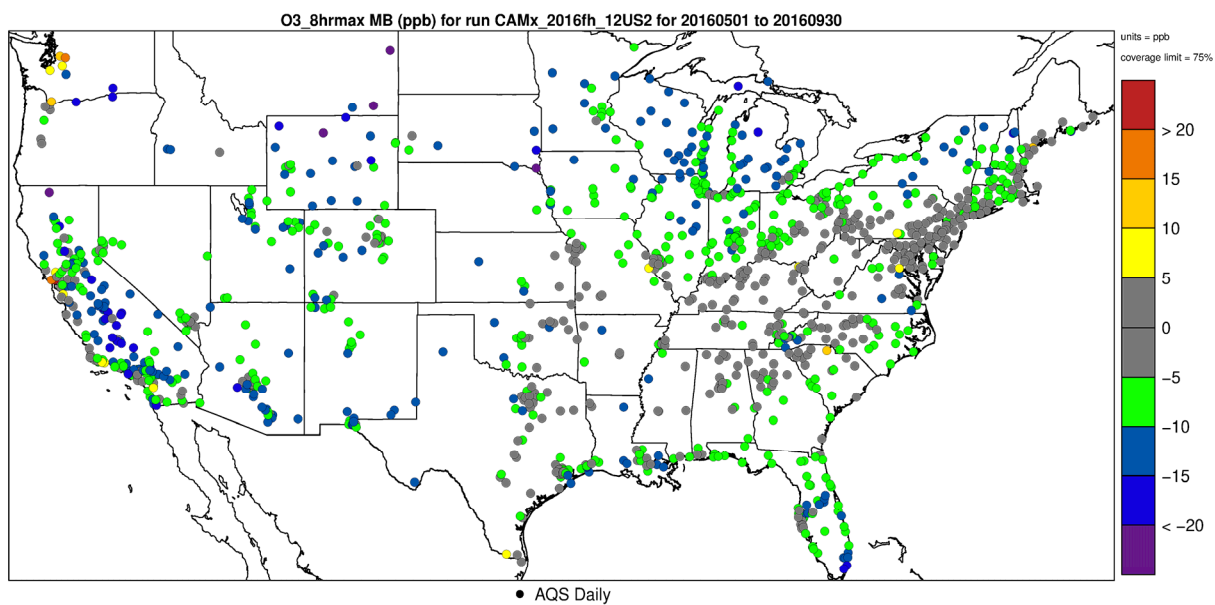 O3_8hrmax MB (ppb) for run CAMx_2016fh_12US2 for 20160501 to 20160930
units = ppb
coverage limit = 75%
> 20
15
10
5
0
−5
−10
−15
< −20
AQS Daily